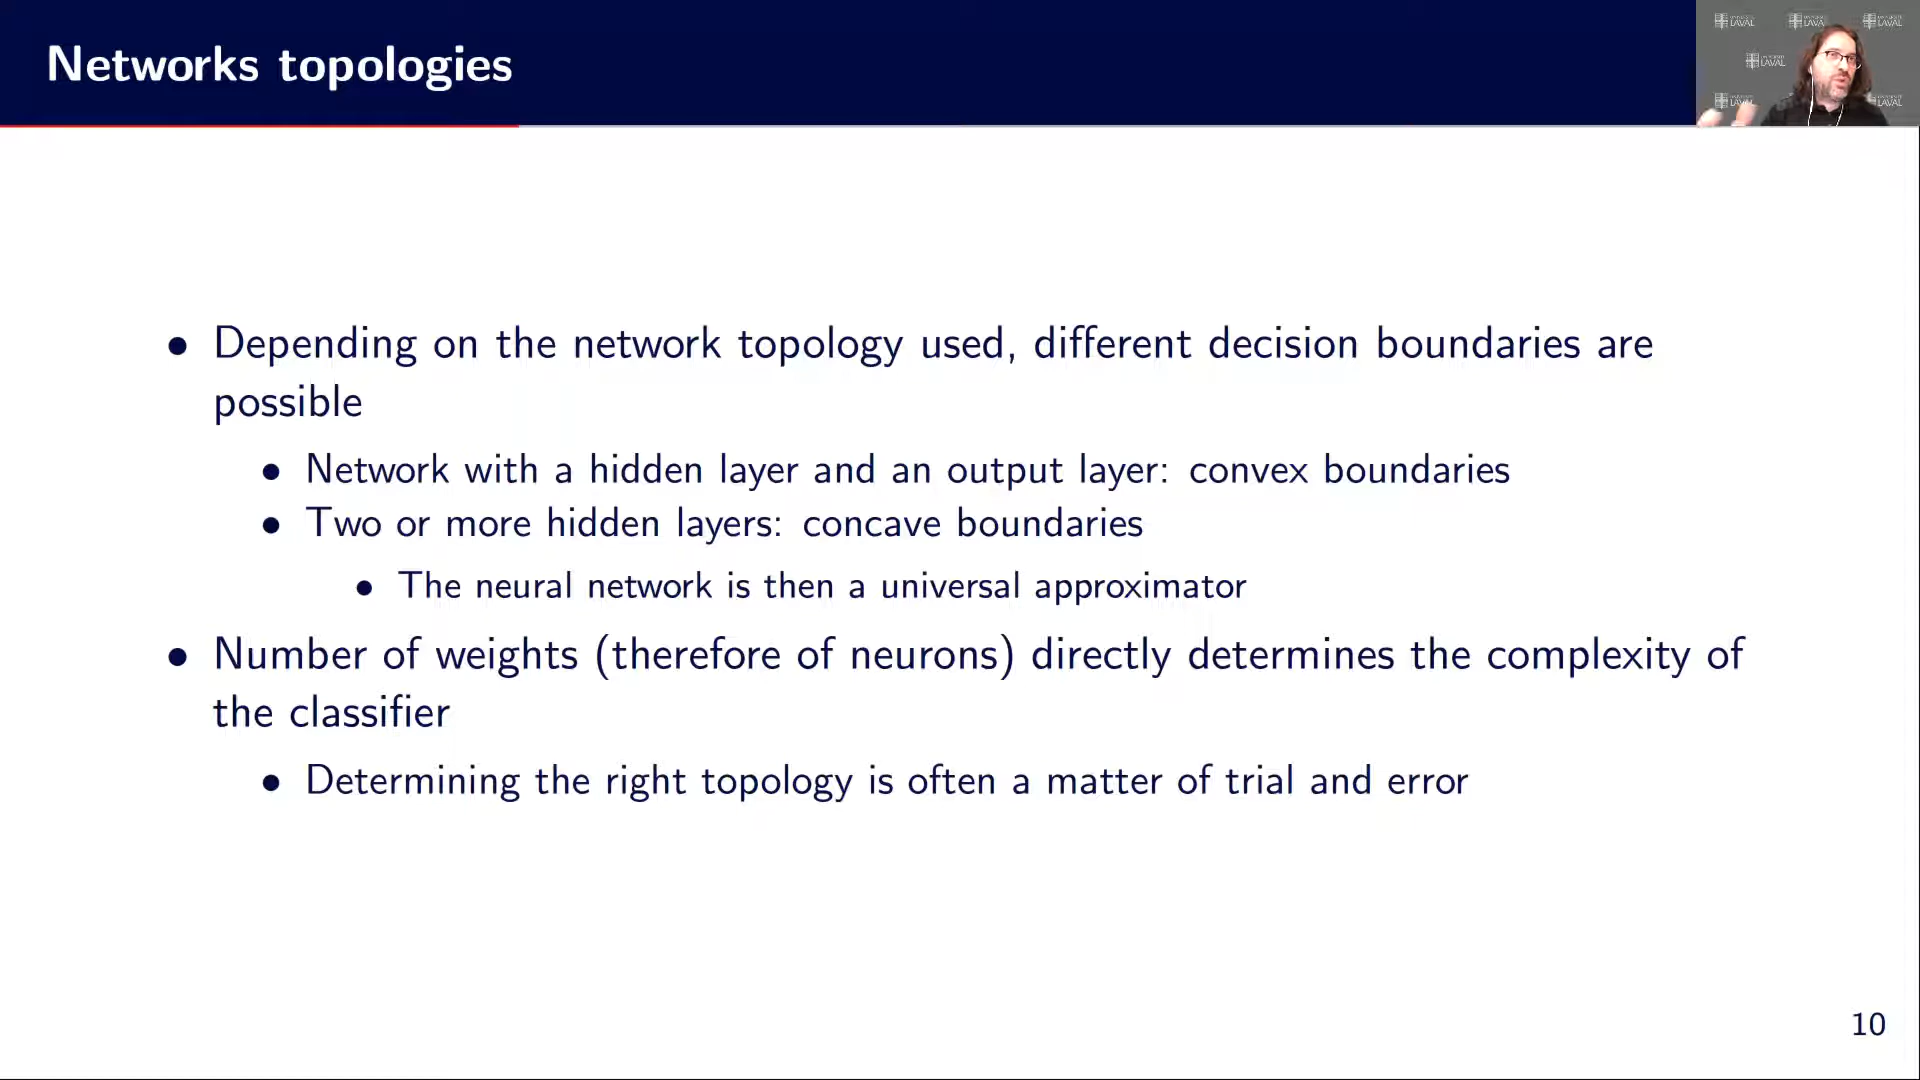 Networks topologies
UNIVERSITÉ LAVAL
• Depending on the network topology used, different decision boundaries are
possible
• Network with a hidden layer and an output layer: convex boundaries
• Two or more hidden layers: concave boundaries
• The neural network is then a universal approximator
• Number of weights (therefore of neurons) directly determines the complexity of
the classifier
• Determining the right topology is often a matter of trial and error
10